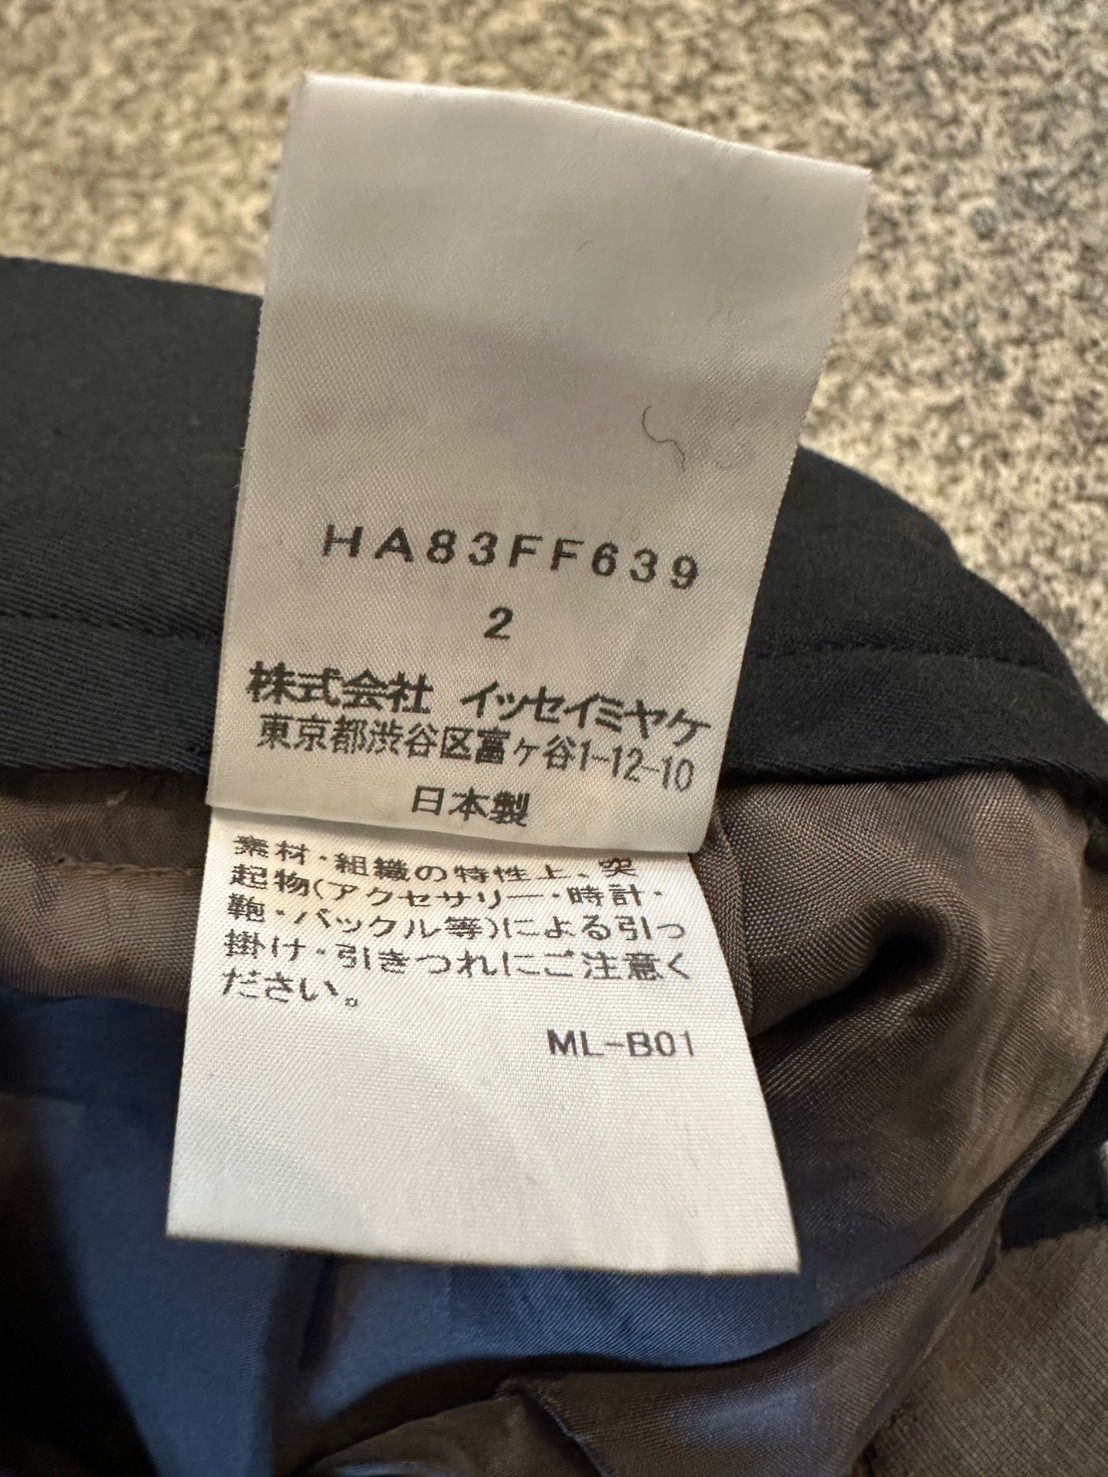 HA83FF639
2
株式会社 イッセイミヤケ
東京都渋谷区富ヶ谷1-12-10
日本製
素材・組織の特性上、突
起物(アクセサリー・時計・
鞄・バックル等)による引っ
掛け・引きつれにご注意く
ださい。
ML-B01